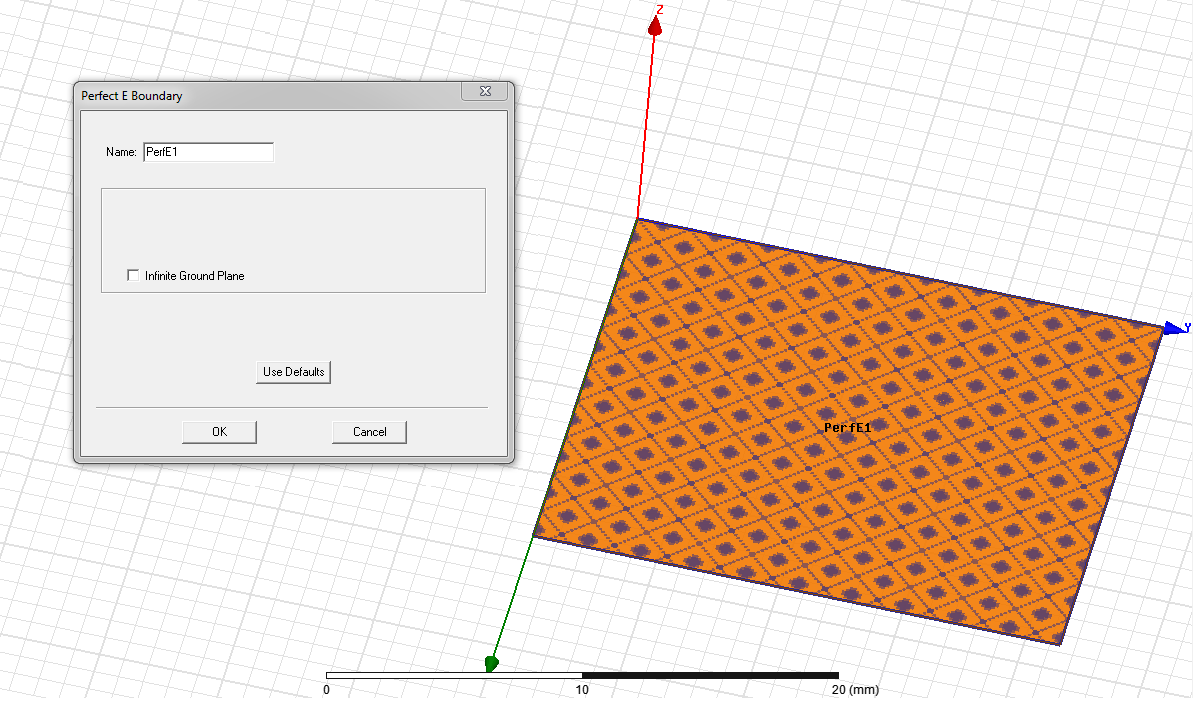 Z
Perfect E Boundary
Name: PerfE1
Infinite Ground Plane
Y
Use Defaults
PerfE1
OK Cancel
0 10 20 (mm)